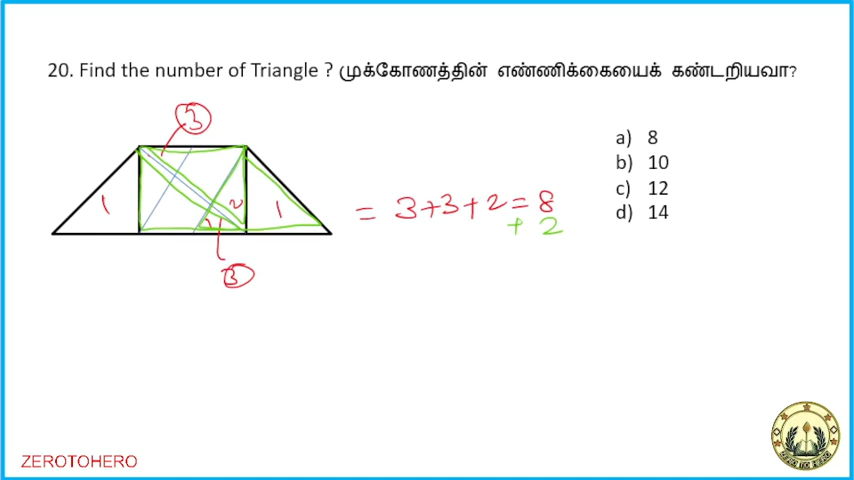 20. Find the number of Triangle ? முக்கோணத்தின் எண்ணிக்கையைக் கண்டறியவா?
3
a) 8
b) 10
c) 12
d) 14
1 2 1
= 3+3+2=8
+ 2
2
3
ZEROTOHERO